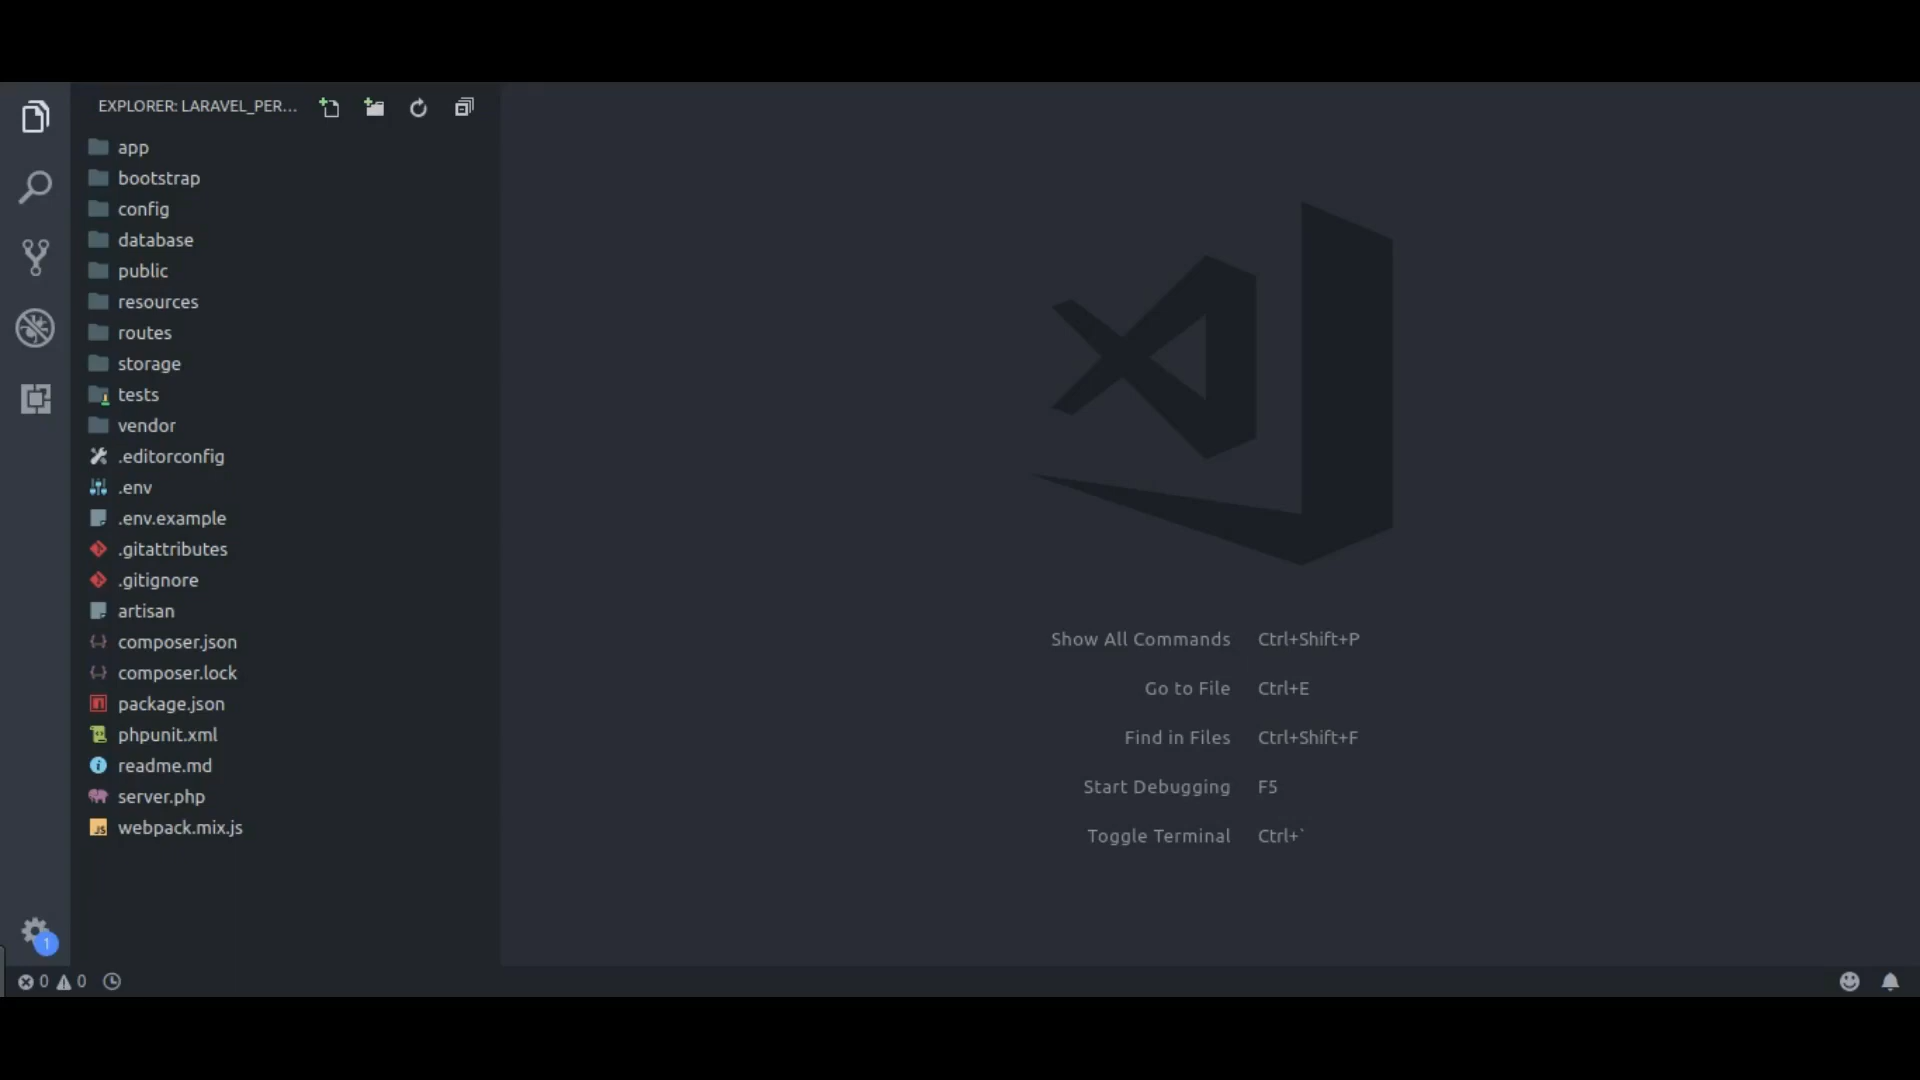 EXPLORER: LARAVEL_PER...
app
bootstrap
config
database
public
resources
routes
storage
tests
vendor
.editorconfig
.env
.env.example
.gitattributes
.gitignore
artisan
composer.json
composer.lock
package.json
phpunit.xml
readme.md
server.php
JS webpack.mix.js
Show All Commands Ctrl+Shift+P
Go to File Ctrl+E
Find in Files Ctrl+Shift+F
Start Debugging F5
Toggle Terminal Ctrl+`
1
0 0